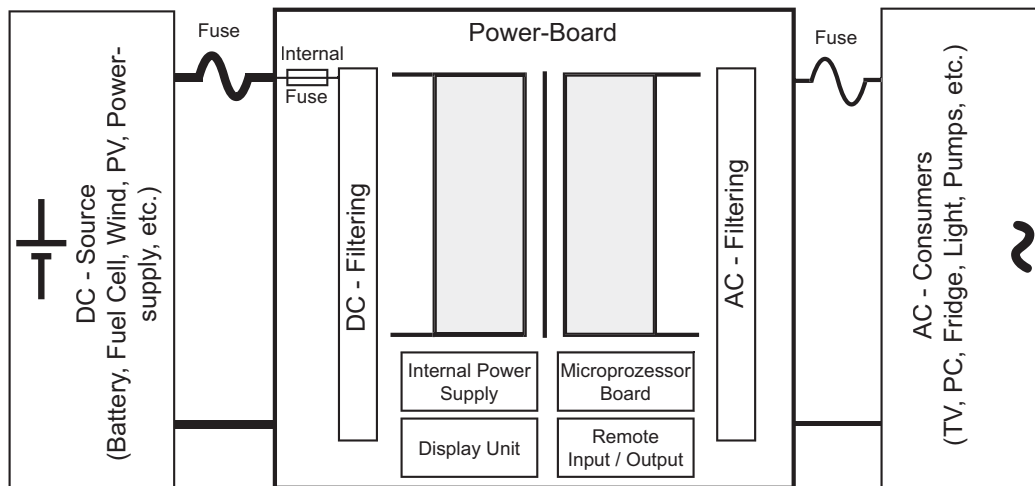 DC - Source
(Battery, Fuel Cell, Wind, PV, Power-
supply, etc.)
Fuse
Power-Board
Internal
Fuse
DC - Filtering
Internal Power
Supply
Microprozessor
Board
Display Unit
Remote
Input / Output
AC - Filtering
Fuse
AC - Consumers
(TV, PC, Fridge, Light, Pumps, etc.)